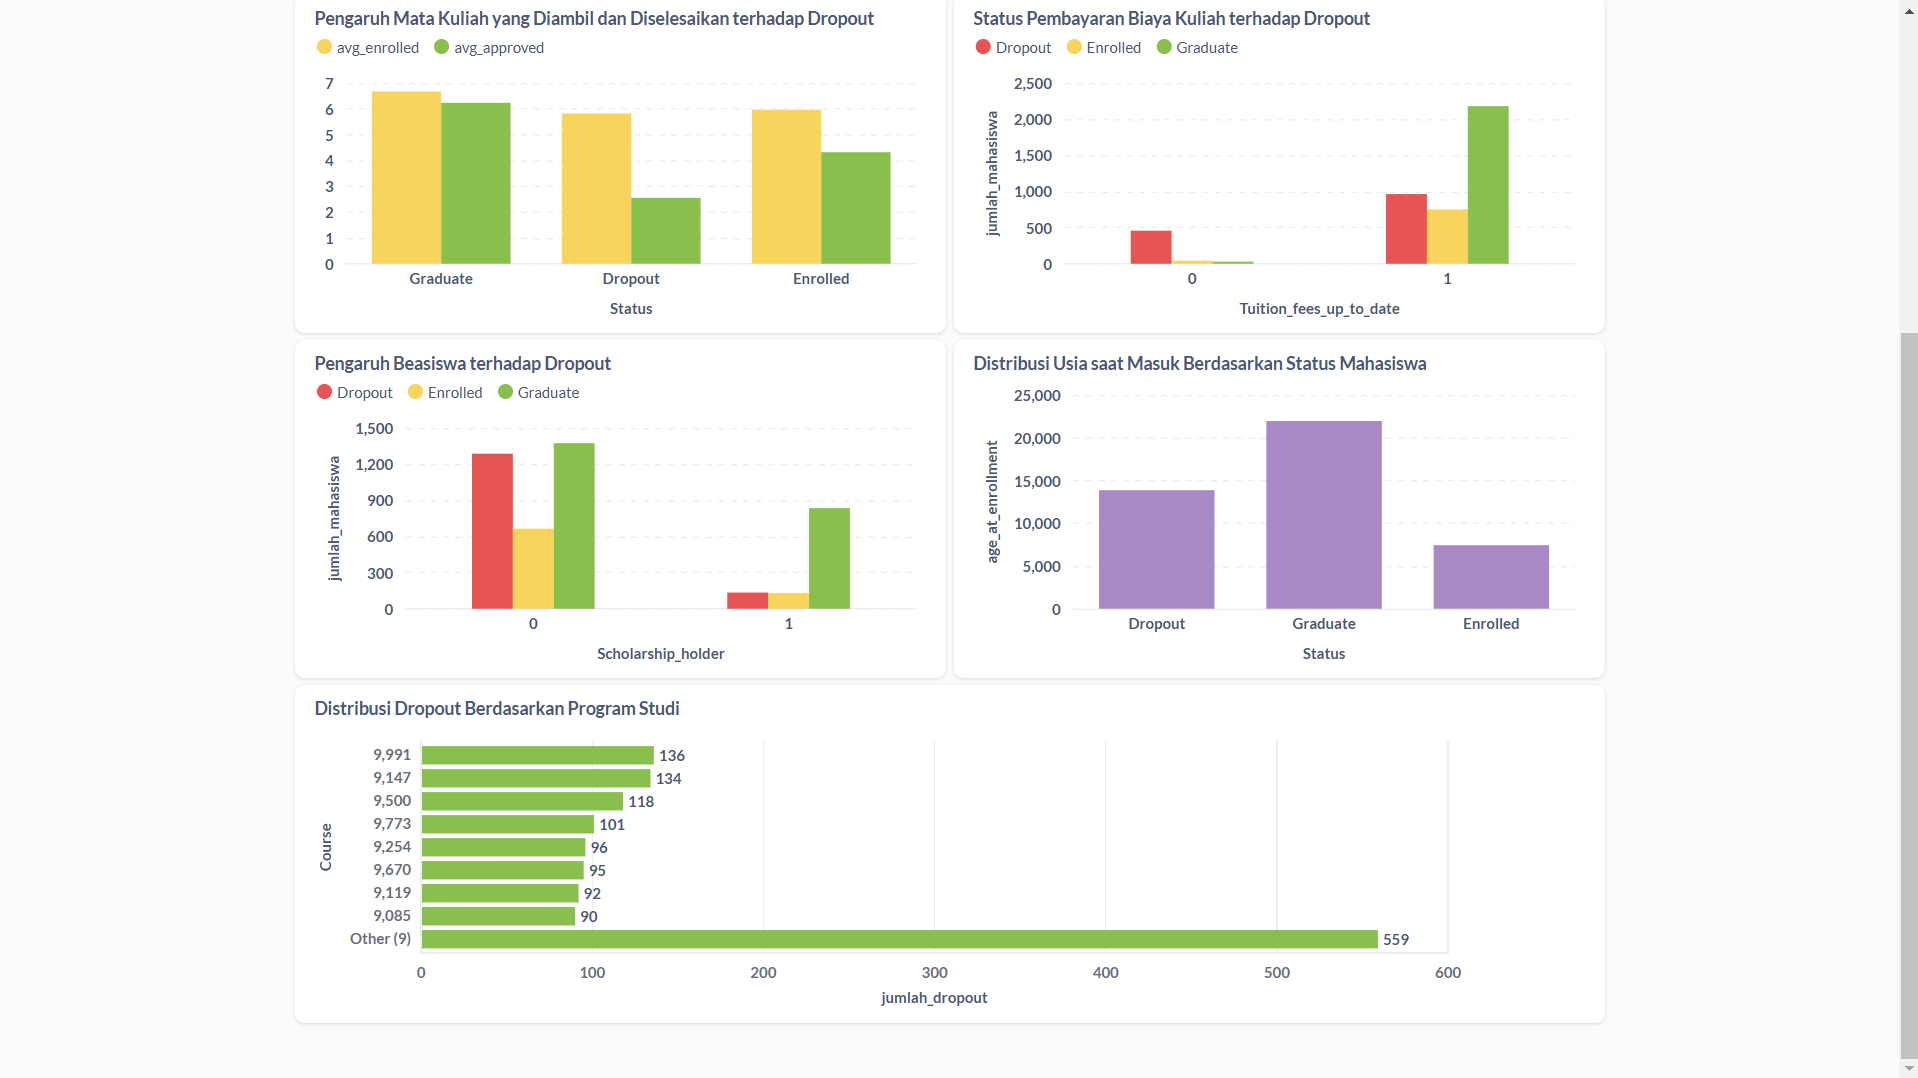 Pengaruh Mata Kuliah yang Diambil dan Diselesaikan terhadap Dropout
avg_enrolled avg_approved
7
6
5
4
3
2
1
0
Graduate Dropout Enrolled
Status
Status Pembayaran Biaya Kuliah terhadap Dropout
Dropout Enrolled Graduate
jumlah_mahasiswa
2,500
2,000
1,500
1,000
500
0
0 1
Tuition_fees_up_to_date
Pengaruh Beasiswa terhadap Dropout
Dropout Enrolled Graduate
jumlah_mahasiswa
1,500
1,200
900
600
300
0
0 1
Scholarship_holder
Distribusi Usia saat Masuk Berdasarkan Status Mahasiswa
age_at_enrollment
25,000
20,000
15,000
10,000
5,000
0
Dropout Graduate Enrolled
Status
Distribusi Dropout Berdasarkan Program Studi
Course
9,991 136
9,147 134
9,500 118
9,773 101
9,254 96
9,670 95
9,119 92
9,085 90
Other (9) 559
0 100 200 300 400 500 600
jumlah_dropout